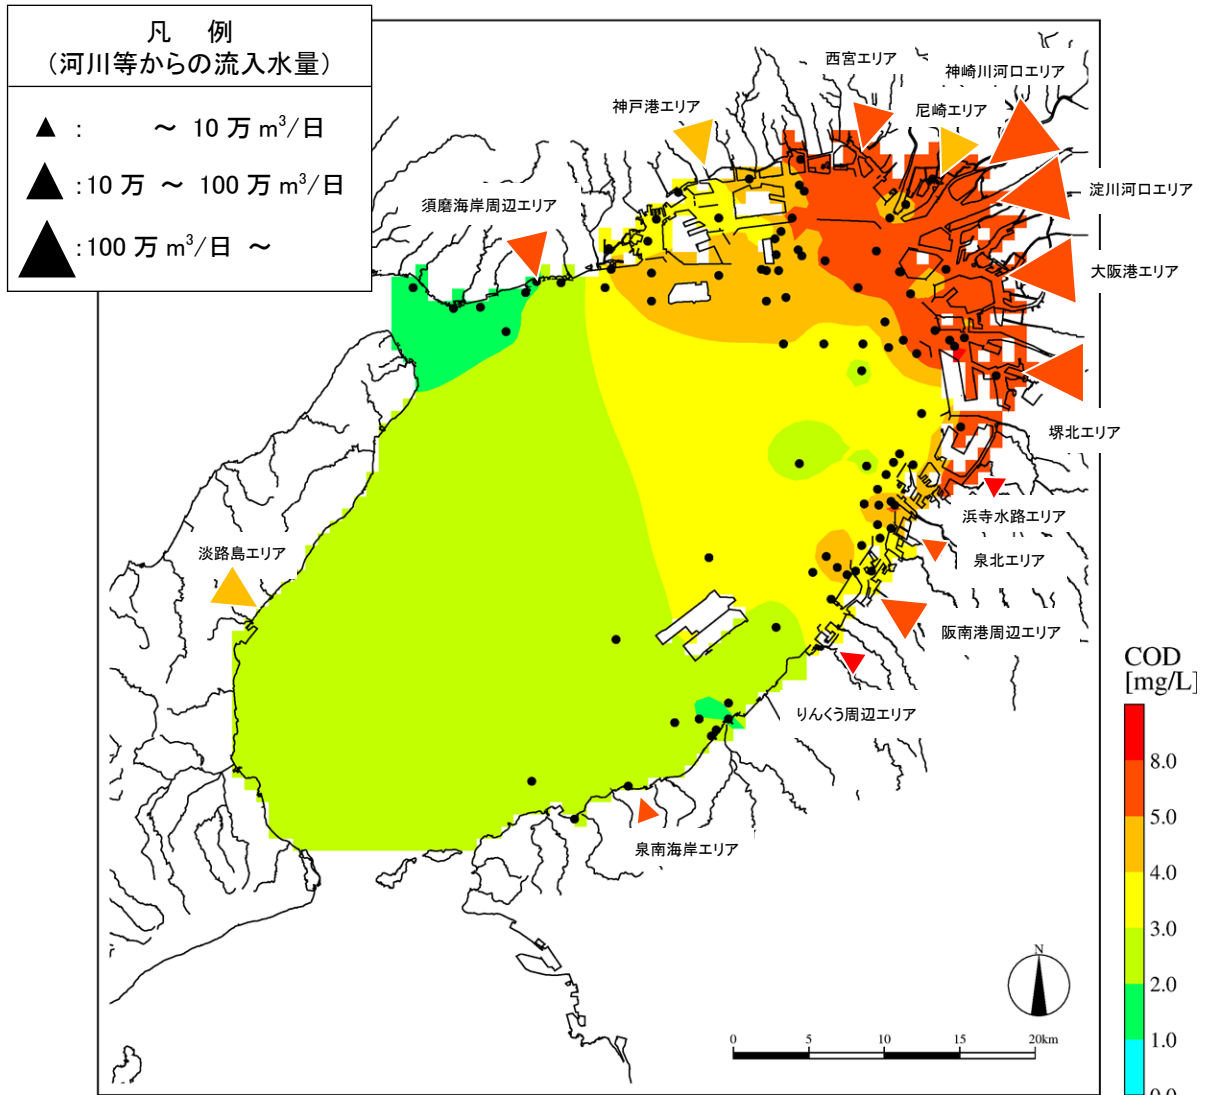 凡 例
（河川等からの流入水量）
： ～ 10 万 m³/日
：10 万 ～ 100 万 m³/日
：100 万 m³/日 ～
西宮エリア
神崎川河口エリア
神戸港エリア
尼崎エリア
淀川河口エリア
須磨海岸周辺エリア
大阪港エリア
堺北エリア
浜寺水路エリア
淡路島エリア
泉北エリア
阪南港周辺エリア
りんくう周辺エリア
泉南海岸エリア
COD
[mg/L]
8.0
5.0
4.0
3.0
2.0
1.0
0.0
N
0 5 10 15 20km